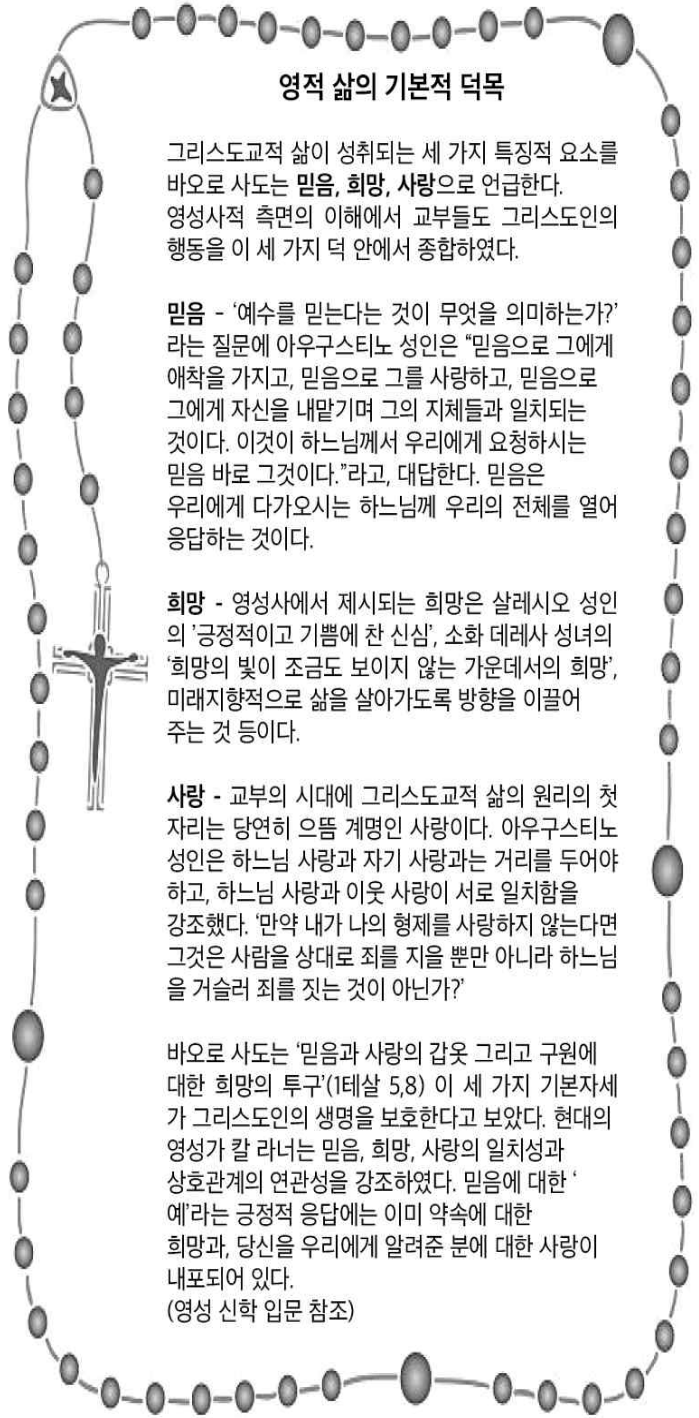 영적 삶의 기본적 덕목
그리스도교적 삶이 성취되는 세 가지 특징적 요소를
바오로 사도는 믿음, 희망, 사랑으로 언급한다.
영성사적 측면의 이해에서 교부들도 그리스도인의
행동을 이 세 가지 덕 안에서 종합하였다.
믿음 - ‘예수를 믿는다는 것이 무엇을 의미하는가?’
라는 질문에 아우구스티노 성인은 “믿음으로 그에게
애착을 가지고, 믿음으로 그를 사랑하고, 믿음으로
그에게 자신을 내맡기며 그의 지체들과 일치되는
것이다. 이것이 하느님께서 우리에게 요청하시는
믿음 바로 그것이다.”라고, 대답한다. 믿음은
우리에게 다가오시는 하느님께 우리의 전체를 열어
응답하는 것이다.
희망 - 영성사에서 제시되는 희망은 살레시오 성인
의 ’긍정적이고 기쁨에 찬 신심’, 소화 데레사 성녀의
‘희망의 빛이 조금도 보이지 않는 가운데서의 희망’,
미래지향적으로 삶을 살아가도록 방향을 이끌어
주는 것 등이다.
사랑 - 교부의 시대에 그리스도교적 삶의 원리의 첫
자리는 당연히 으뜸 계명인 사랑이다. 아우구스티노
성인은 하느님 사랑과 자기 사랑과는 거리를 두어야
하고, 하느님 사랑과 이웃 사랑이 서로 일치함을
강조했다. ‘만약 내가 나의 형제를 사랑하지 않는다면
그것은 사람을 상대로 죄를 지을 뿐만 아니라 하느님
을 거슬러 죄를 짓는 것이 아닌가?’
바오로 사도는 ‘믿음과 사랑의 갑옷 그리고 구원에
대한 희망의 투구’(1테살 5,8) 이 세 가지 기본자세
가 그리스도인의 생명을 보호한다고 보았다. 현대의
영성가 칼 라너는 믿음, 희망, 사랑의 일치성과
상호관계의 연관성을 강조하였다. 믿음에 대한 ‘
예’라는 긍정적 응답에는 이미 약속에 대한
희망과, 당신을 우리에게 알려준 분에 대한 사랑이
내포되어 있다.
(영성 신학 입문 참조)